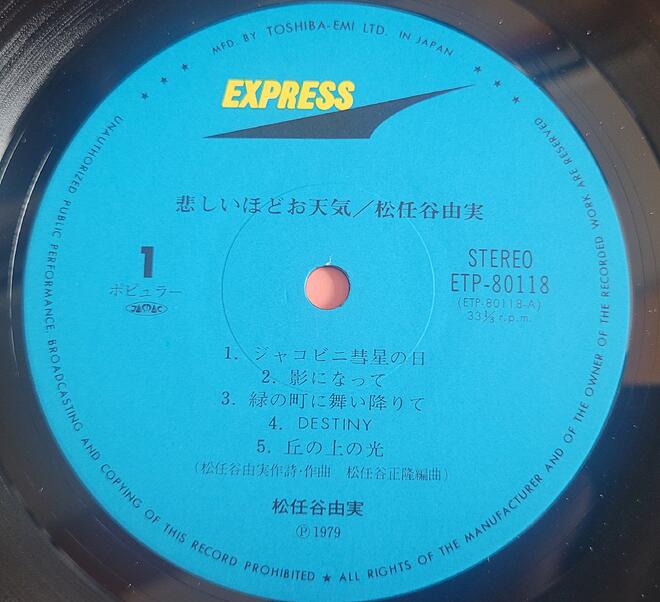 MFD. BY TOSHIBA-EMI LTD. IN JAPAN
EXPRESS
悲しいほどお天気／松任谷由実
1
ポピュラー
JASRAC
STEREO
ETP-80118
(ETP-80118-A)
33⅓ r.p.m.
1. ジャコビニ彗星の日
2. 影になって
3. 緑の町に舞い降りて
4. DESTINY
5. 丘の上の光
(松任谷由実作詩・作曲 松任谷正隆編曲)
松任谷由実
Ⓟ 1979
UNAUTHORIZED PUBLIC PERFORMANCE, BROADCASTING AND COPYING OF THIS RECORD PROHIBITED ★ ALL RIGHTS OF THE MANUFACTURER AND OF THE OWNER OF THE RECORDED WORK ARE RESERVED